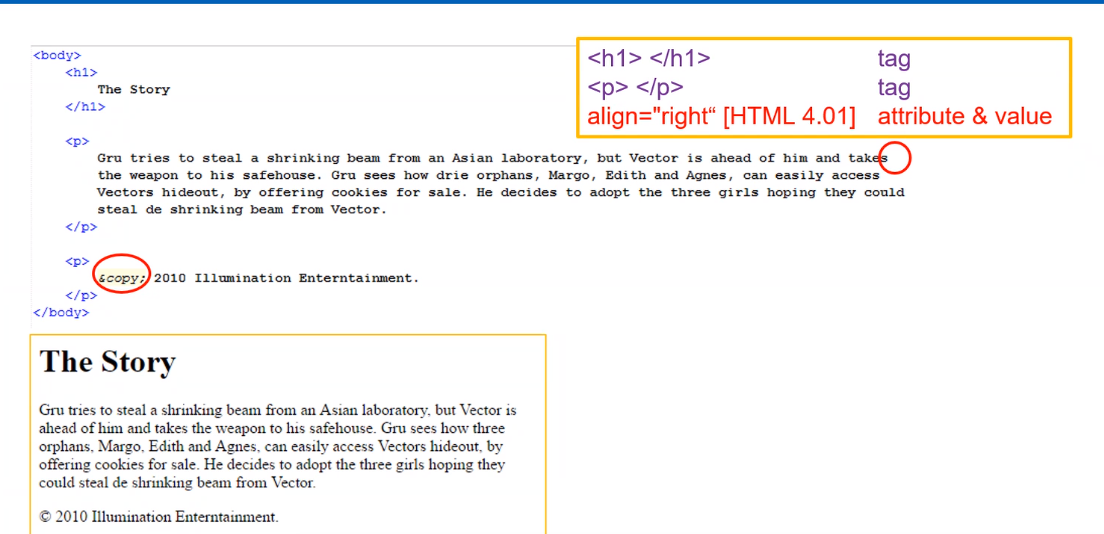 <body>
<h1>
The Story
</h1>
<p>
Gru tries to steal a shrinking beam from an Asian laboratory, but Vector is ahead of him and takes
the weapon to his safehouse. Gru sees how drie orphans, Margo, Edith and Agnes, can easily access
Vectors hideout, by offering cookies for sale. He decides to adopt the three girls hoping they could
steal de shrinking beam from Vector.
</p>
<p>
&copy; 2010 Illumination Enterntainment.
</p>
</body>
<h1> </h1> tag
<p> </p> tag
align="right“ [HTML 4.01] attribute & value
The Story
Gru tries to steal a shrinking beam from an Asian laboratory, but Vector is
ahead of him and takes the weapon to his safehouse. Gru sees how three
orphans, Margo, Edith and Agnes, can easily access Vectors hideout, by
offering cookies for sale. He decides to adopt the three girls hoping they
could steal de shrinking beam from Vector.
© 2010 Illumination Enterntainment.